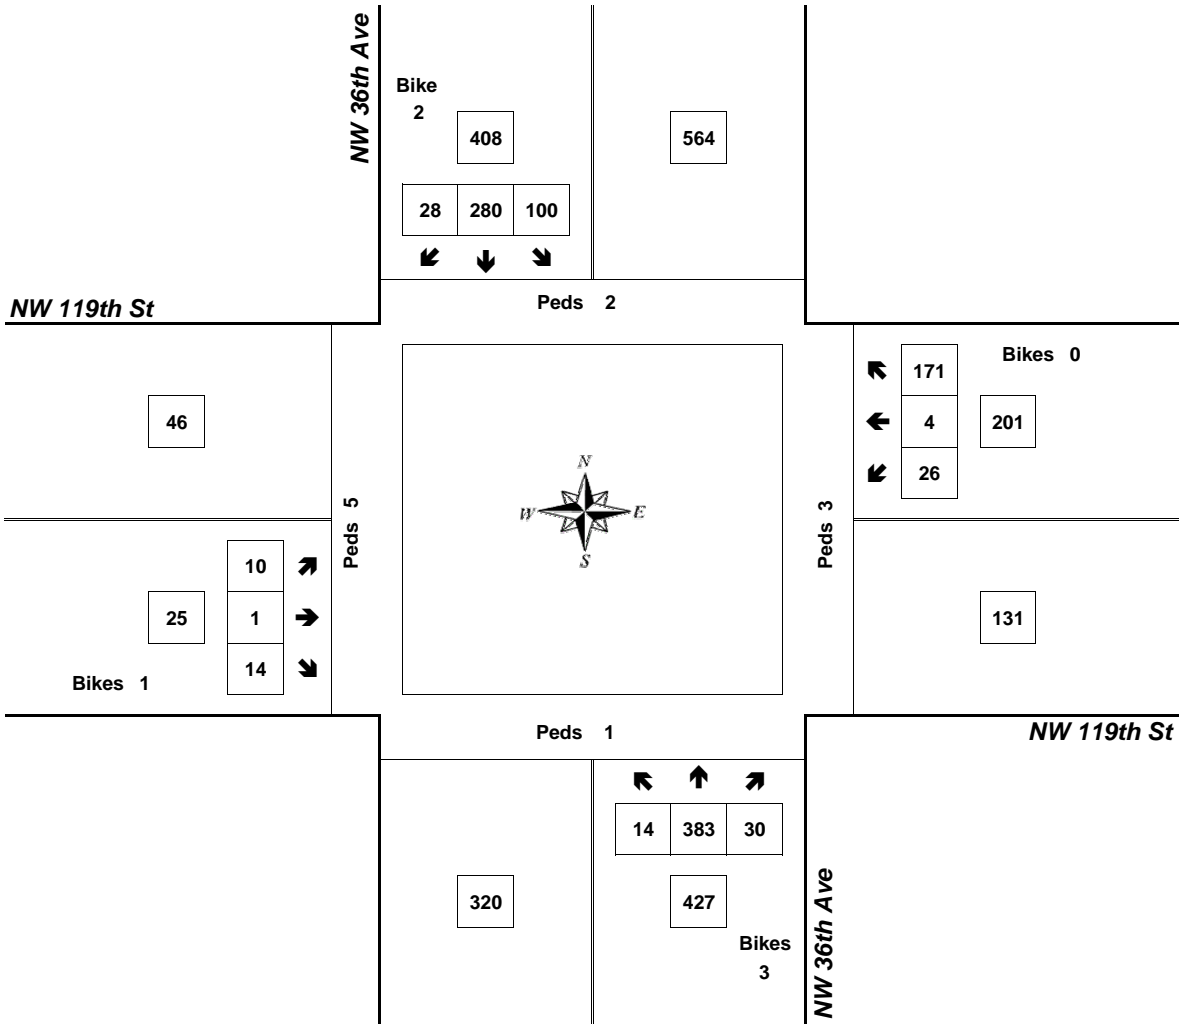 NW 36th Ave
Bike
2
408
564
28 280 100
Peds 2
NW 119th St
46
171
4
26
201
Bikes 0
Peds 5
N
W E
S
Peds 3
25
10
1
14
Bikes 1
131
Peds 1
NW 119th St
14 383 30
320
427
Bikes
3
NW 36th Ave